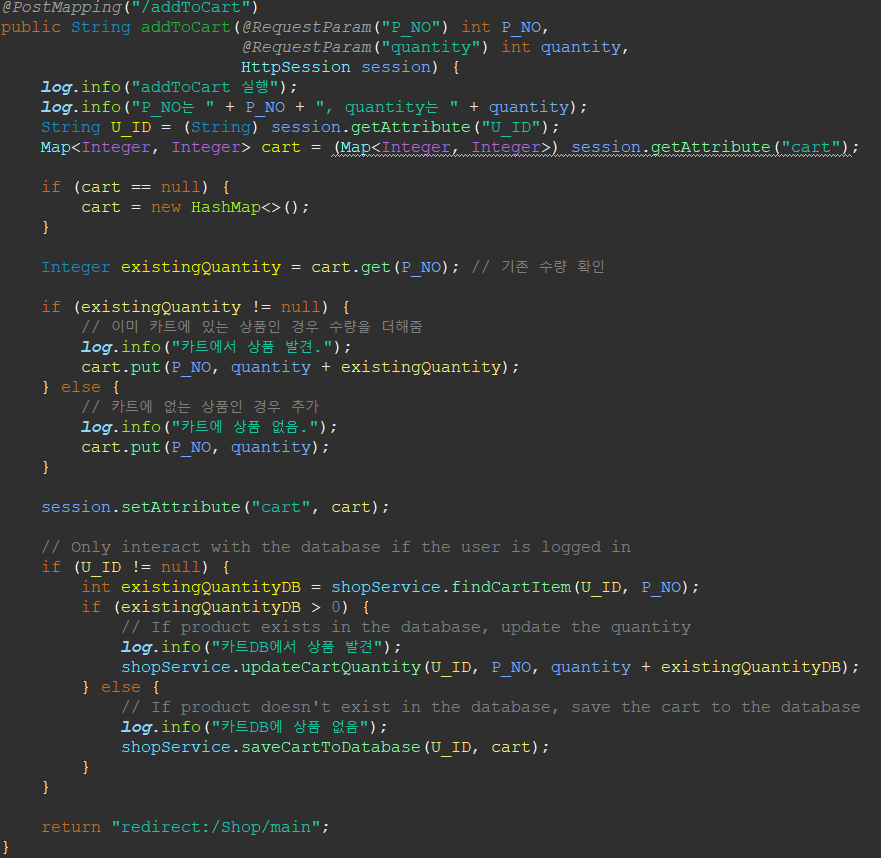 @PostMapping("/addToCart")
public String addToCart(@RequestParam("P_NO") int P_NO,
                        @RequestParam("quantity") int quantity,
                        HttpSession session) {
    log.info("addToCart 실행");
    log.info("P_NO는 " + P_NO + ", quantity는 " + quantity);
    String U_ID = (String) session.getAttribute("U_ID");
    Map<Integer, Integer> cart = (Map<Integer, Integer>) session.getAttribute("cart");

    if (cart == null) {
        cart = new HashMap<>();
    }

    Integer existingQuantity = cart.get(P_NO); // 기존 수량 확인

    if (existingQuantity != null) {
        // 이미 카트에 있는 상품인 경우 수량을 더해줌
        log.info("카트에서 상품 발견.");
        cart.put(P_NO, quantity + existingQuantity);
    } else {
        // 카트에 없는 상품인 경우 추가
        log.info("카트에 상품 없음.");
        cart.put(P_NO, quantity);
    }

    session.setAttribute("cart", cart);

    // Only interact with the database if the user is logged in
    if (U_ID != null) {
        int existingQuantityDB = shopService.findCartItem(U_ID, P_NO);
        if (existingQuantityDB > 0) {
            // If product exists in the database, update the quantity
            log.info("카트DB에서 상품 발견");
            shopService.updateCartQuantity(U_ID, P_NO, quantity + existingQuantityDB);
        } else {
            // If product doesn't exist in the database, save the cart to the database
            log.info("카트DB에 상품 없음");
            shopService.saveCartToDatabase(U_ID, cart);
        }
    }

    return "redirect:/Shop/main";
}